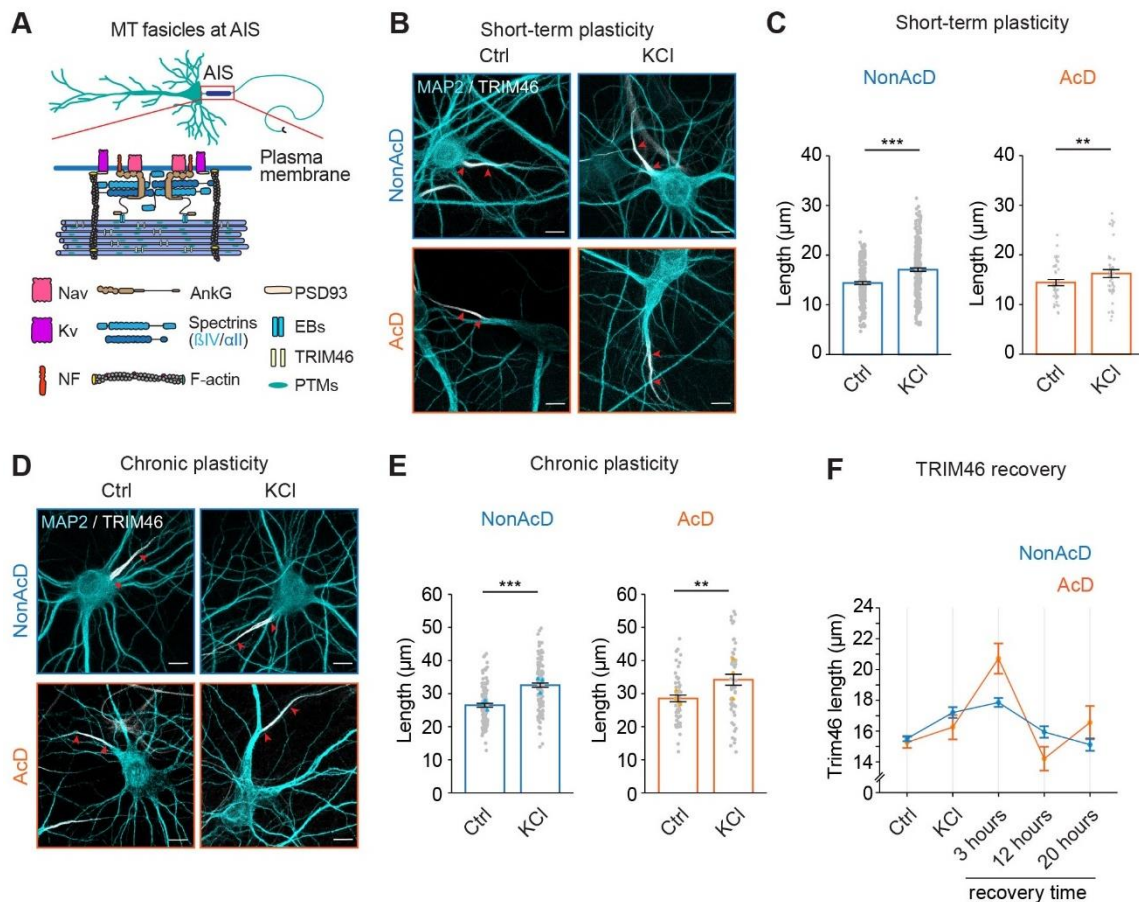 A
MT fasicles at AIS
AIS
Plasma
membrane
Nav
AnkG
PSD93
Kv
Spectrins
(ßIV/αII)
EBs
TRIM46
NF
F-actin
PTMs
B
Short-term plasticity
Ctrl
KCl
MAP2 / TRIM46
NonAcD
AcD
C
Short-term plasticity
NonAcD
AcD
***
**
Length (µm)
40
30
20
10
0
Ctrl
KCl
Length (µm)
40
30
20
10
0
Ctrl
KCl
D
Chronic plasticity
Ctrl
KCl
MAP2 / TRIM46
NonAcD
AcD
E
Chronic plasticity
NonAcD
AcD
***
**
Length (µm)
60
50
40
30
20
10
0
Ctrl
KCl
Length (µm)
60
50
40
30
20
10
0
Ctrl
KCl
F
TRIM46 recovery
NonAcD
AcD
Trim46 length (µm)
24
22
20
18
16
14
0
Ctrl
KCl
3 hours
12 hours
20 hours
recovery time